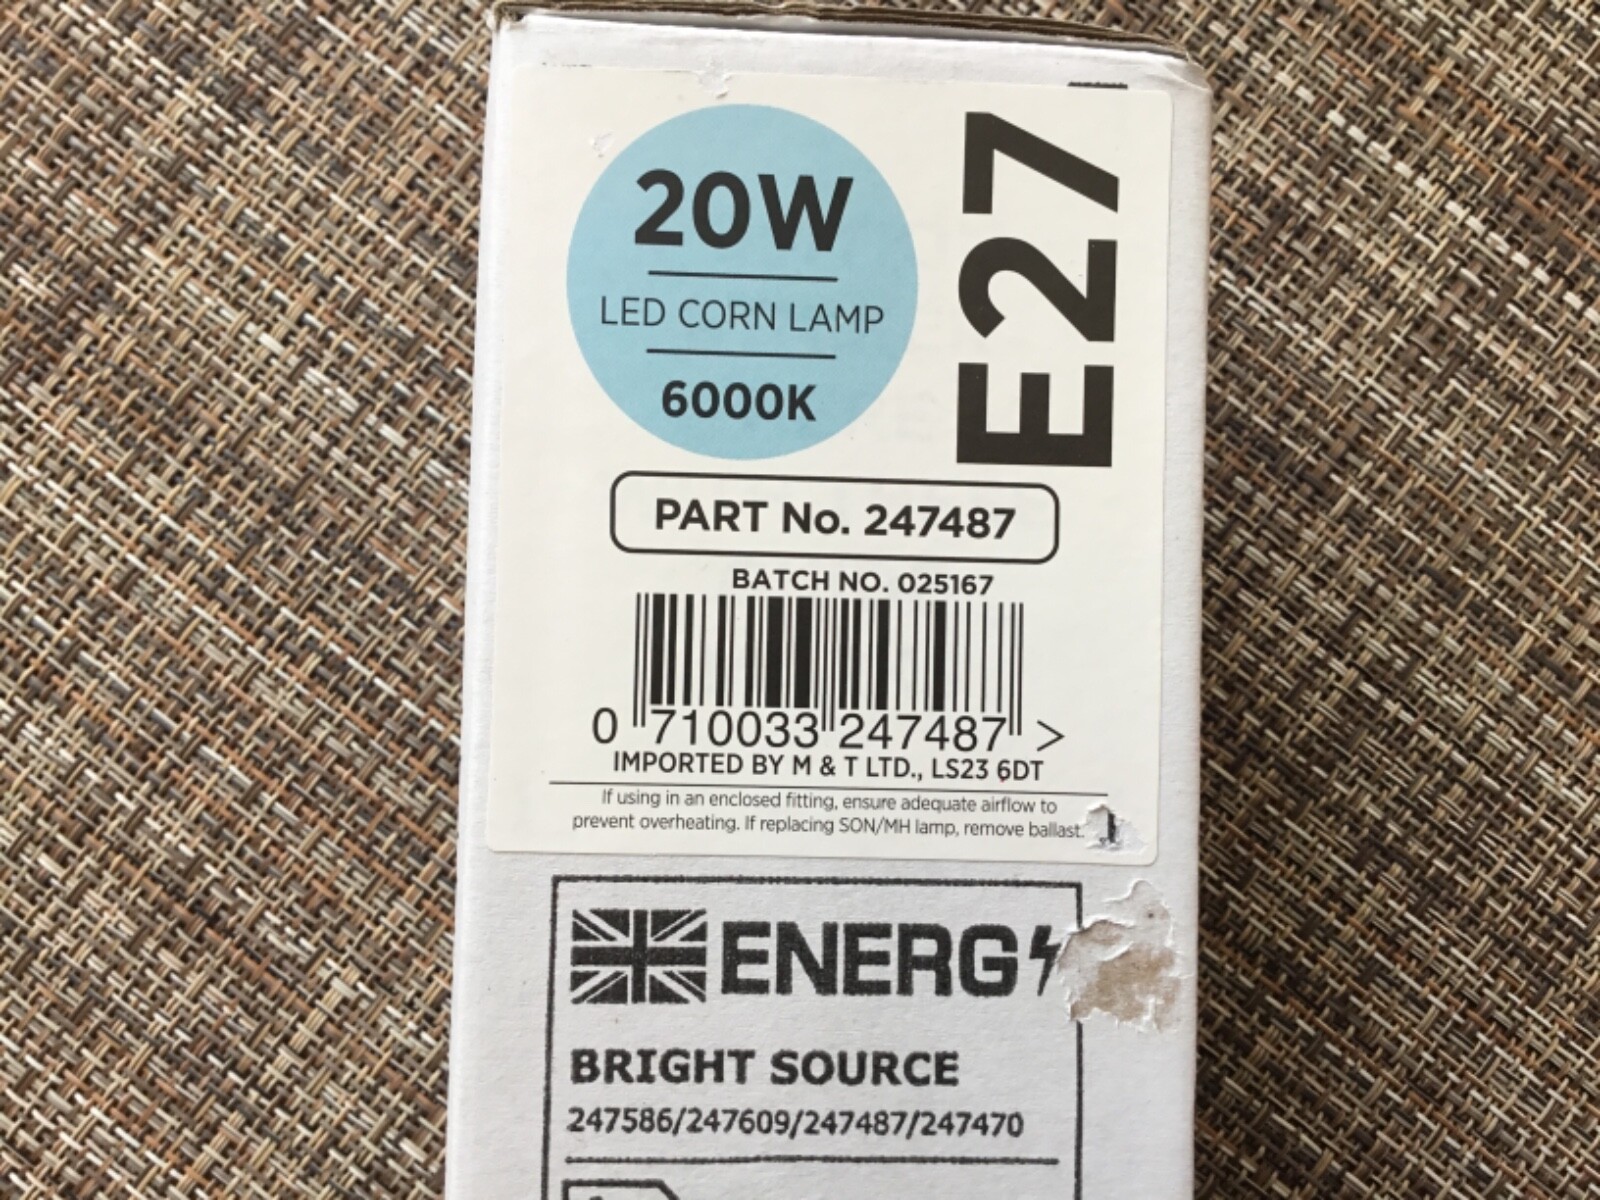 20W
LED CORN LAMP
6000K
E27
PART No. 247487
BATCH NO. 025167
0 710033 247487 >
IMPORTED BY M & T LTD., LS23 6DT
If using in an enclosed fitting, ensure adequate airflow to
prevent overheating. If replacing SON/MH lamp, remove ballast.
ENERG
BRIGHT SOURCE
247586/247609/247487/247470